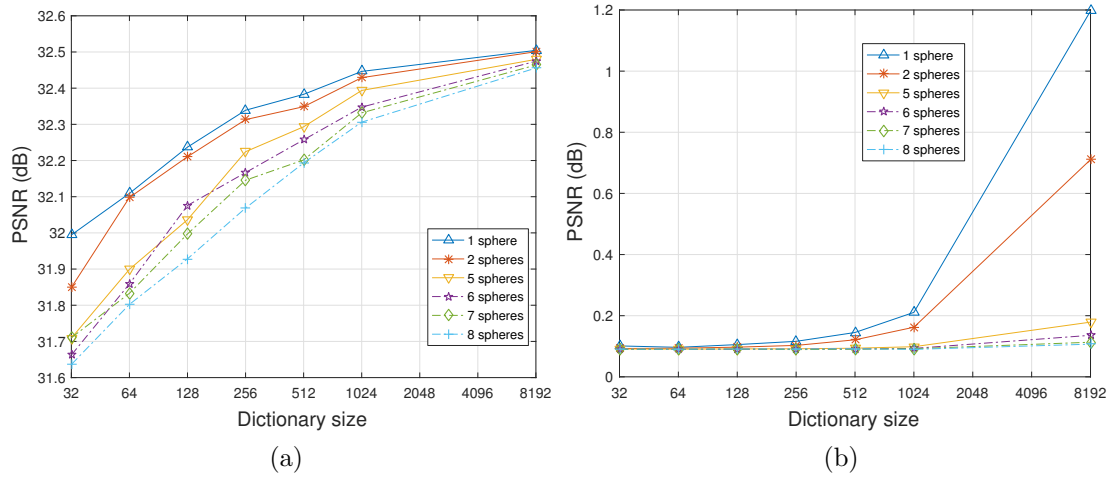 32.6
32.5
32.4
32.3
32.2
32.1
32
31.9
31.8
31.7
31.6
PSNR (dB)
32 64 128 256 512 1024 2048 4096 8192
Dictionary size
1 sphere
2 spheres
5 spheres
6 spheres
7 spheres
8 spheres
(a)
1.2
1
0.8
0.6
0.4
0.2
0
PSNR (dB)
32 64 128 256 512 1024 2048 4096 8192
Dictionary size
1 sphere
2 spheres
5 spheres
6 spheres
7 spheres
8 spheres
(b)